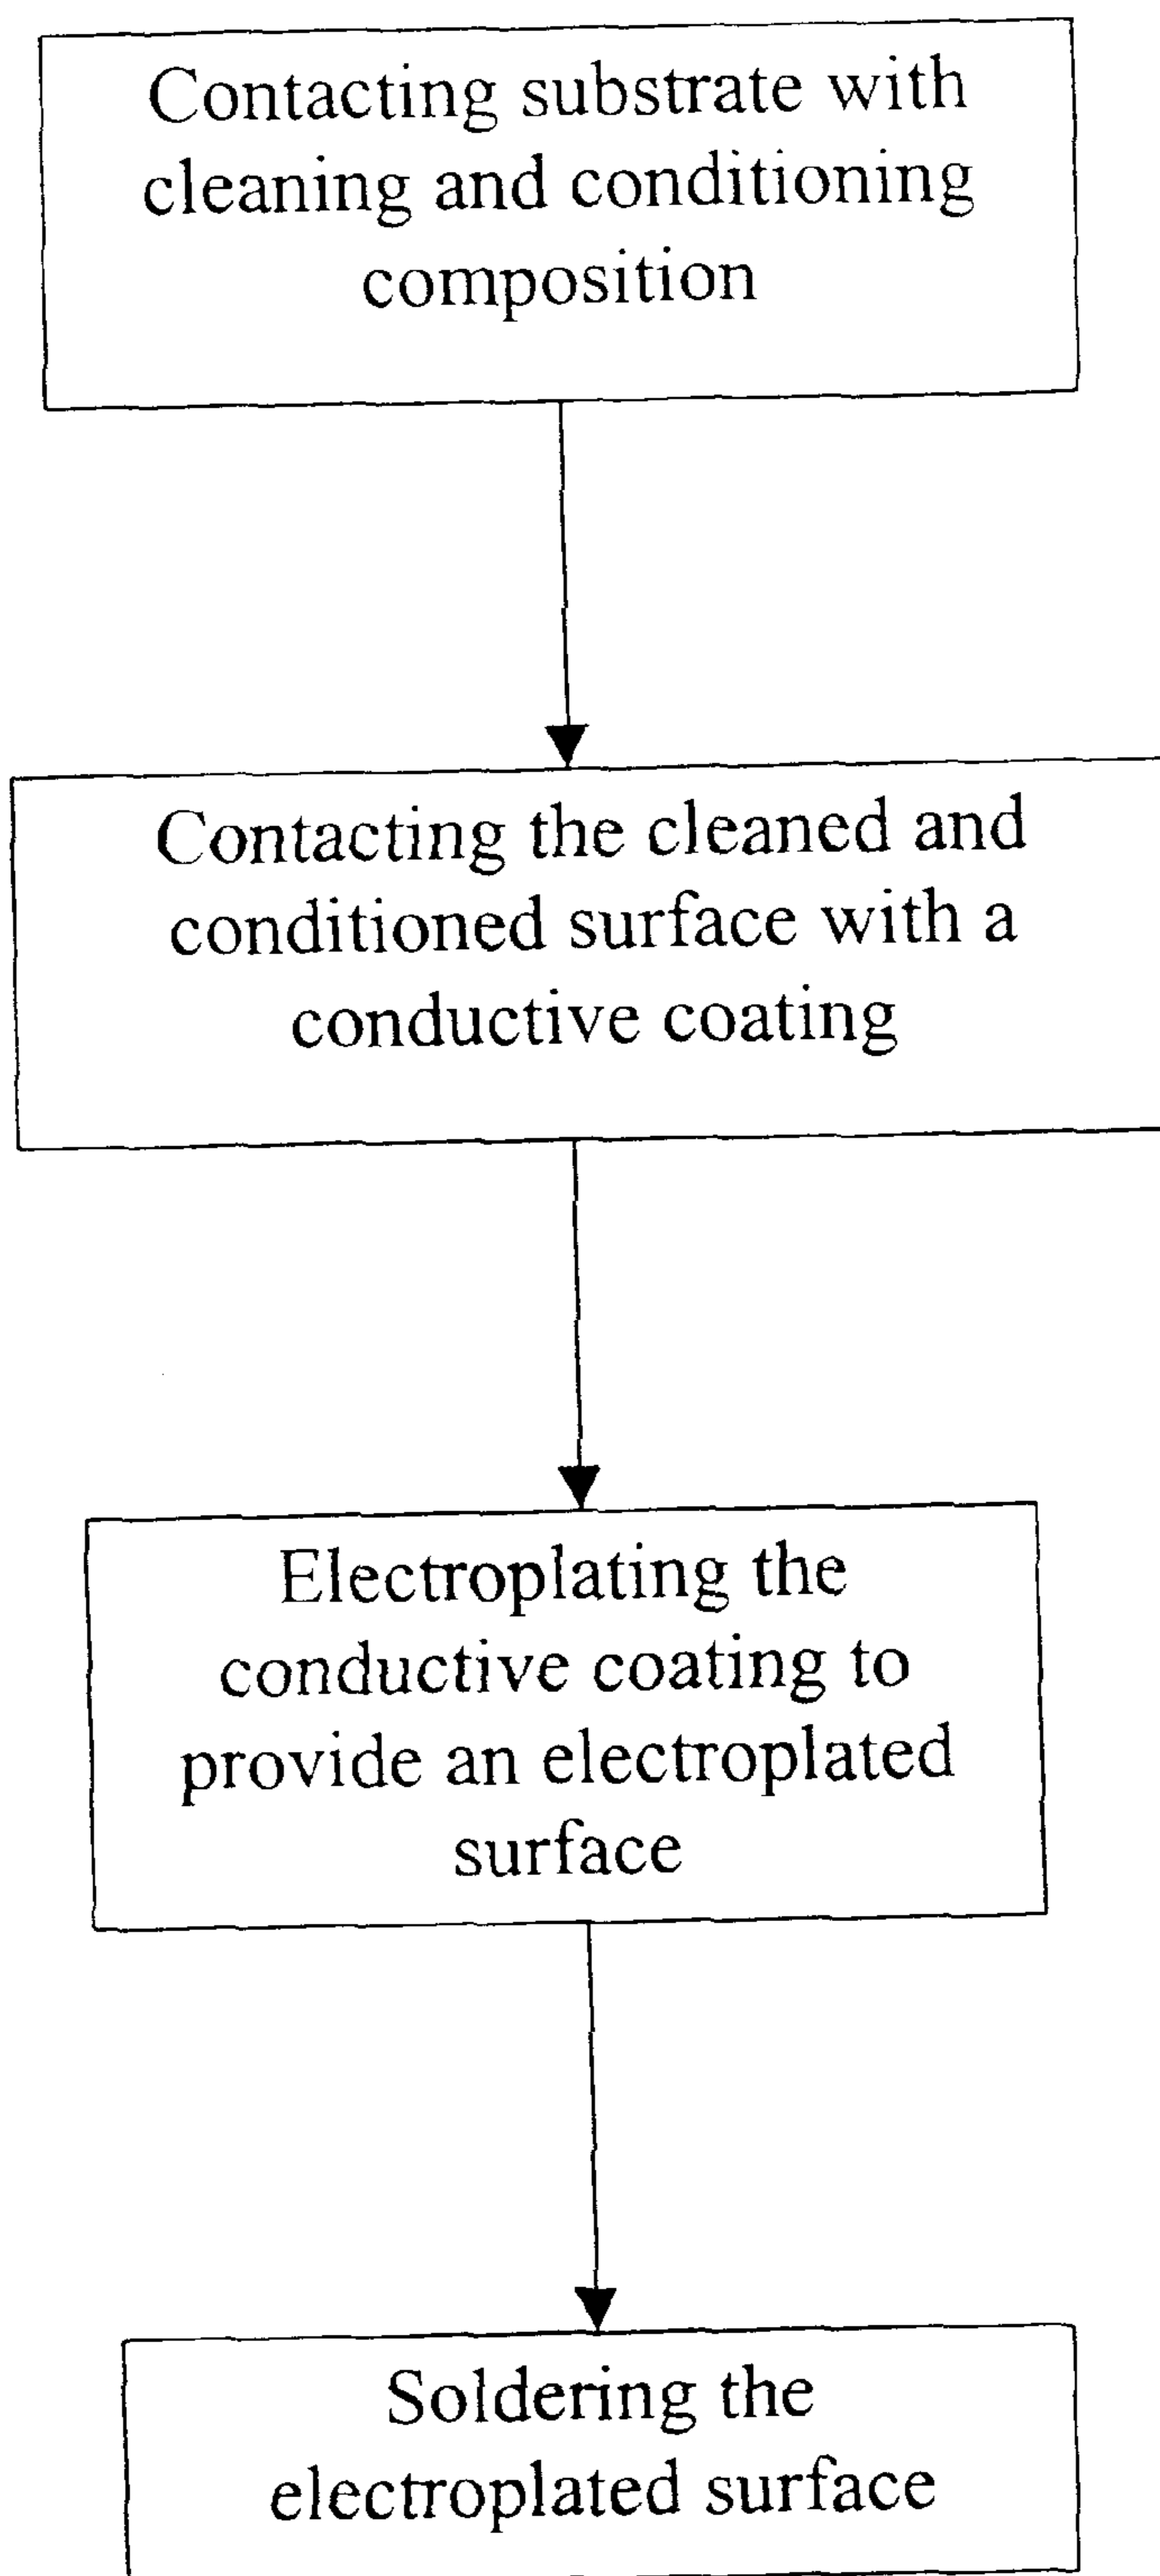 Contacting substrate with
cleaning and conditioning
composition
Contacting the cleaned and
conditioned surface with a
conductive coating
Electroplating the
conductive coating to
provide an electroplated
surface
Soldering the
electroplated surface